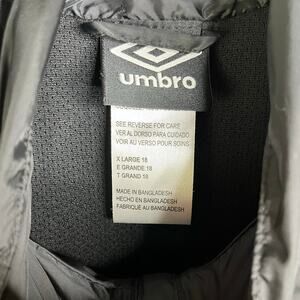 umbro
SEE REVERSE FOR CARE
VER AL DORSO PARA CUIDADO
VOIR AU VERSO POUR SOINS
X LARGE 18
E GRANDE 18
T GRAND 18
MADE IN BANGLADESH
HECHO EN BANGLADESH
FABRIQUÉ AU BANGLADESH